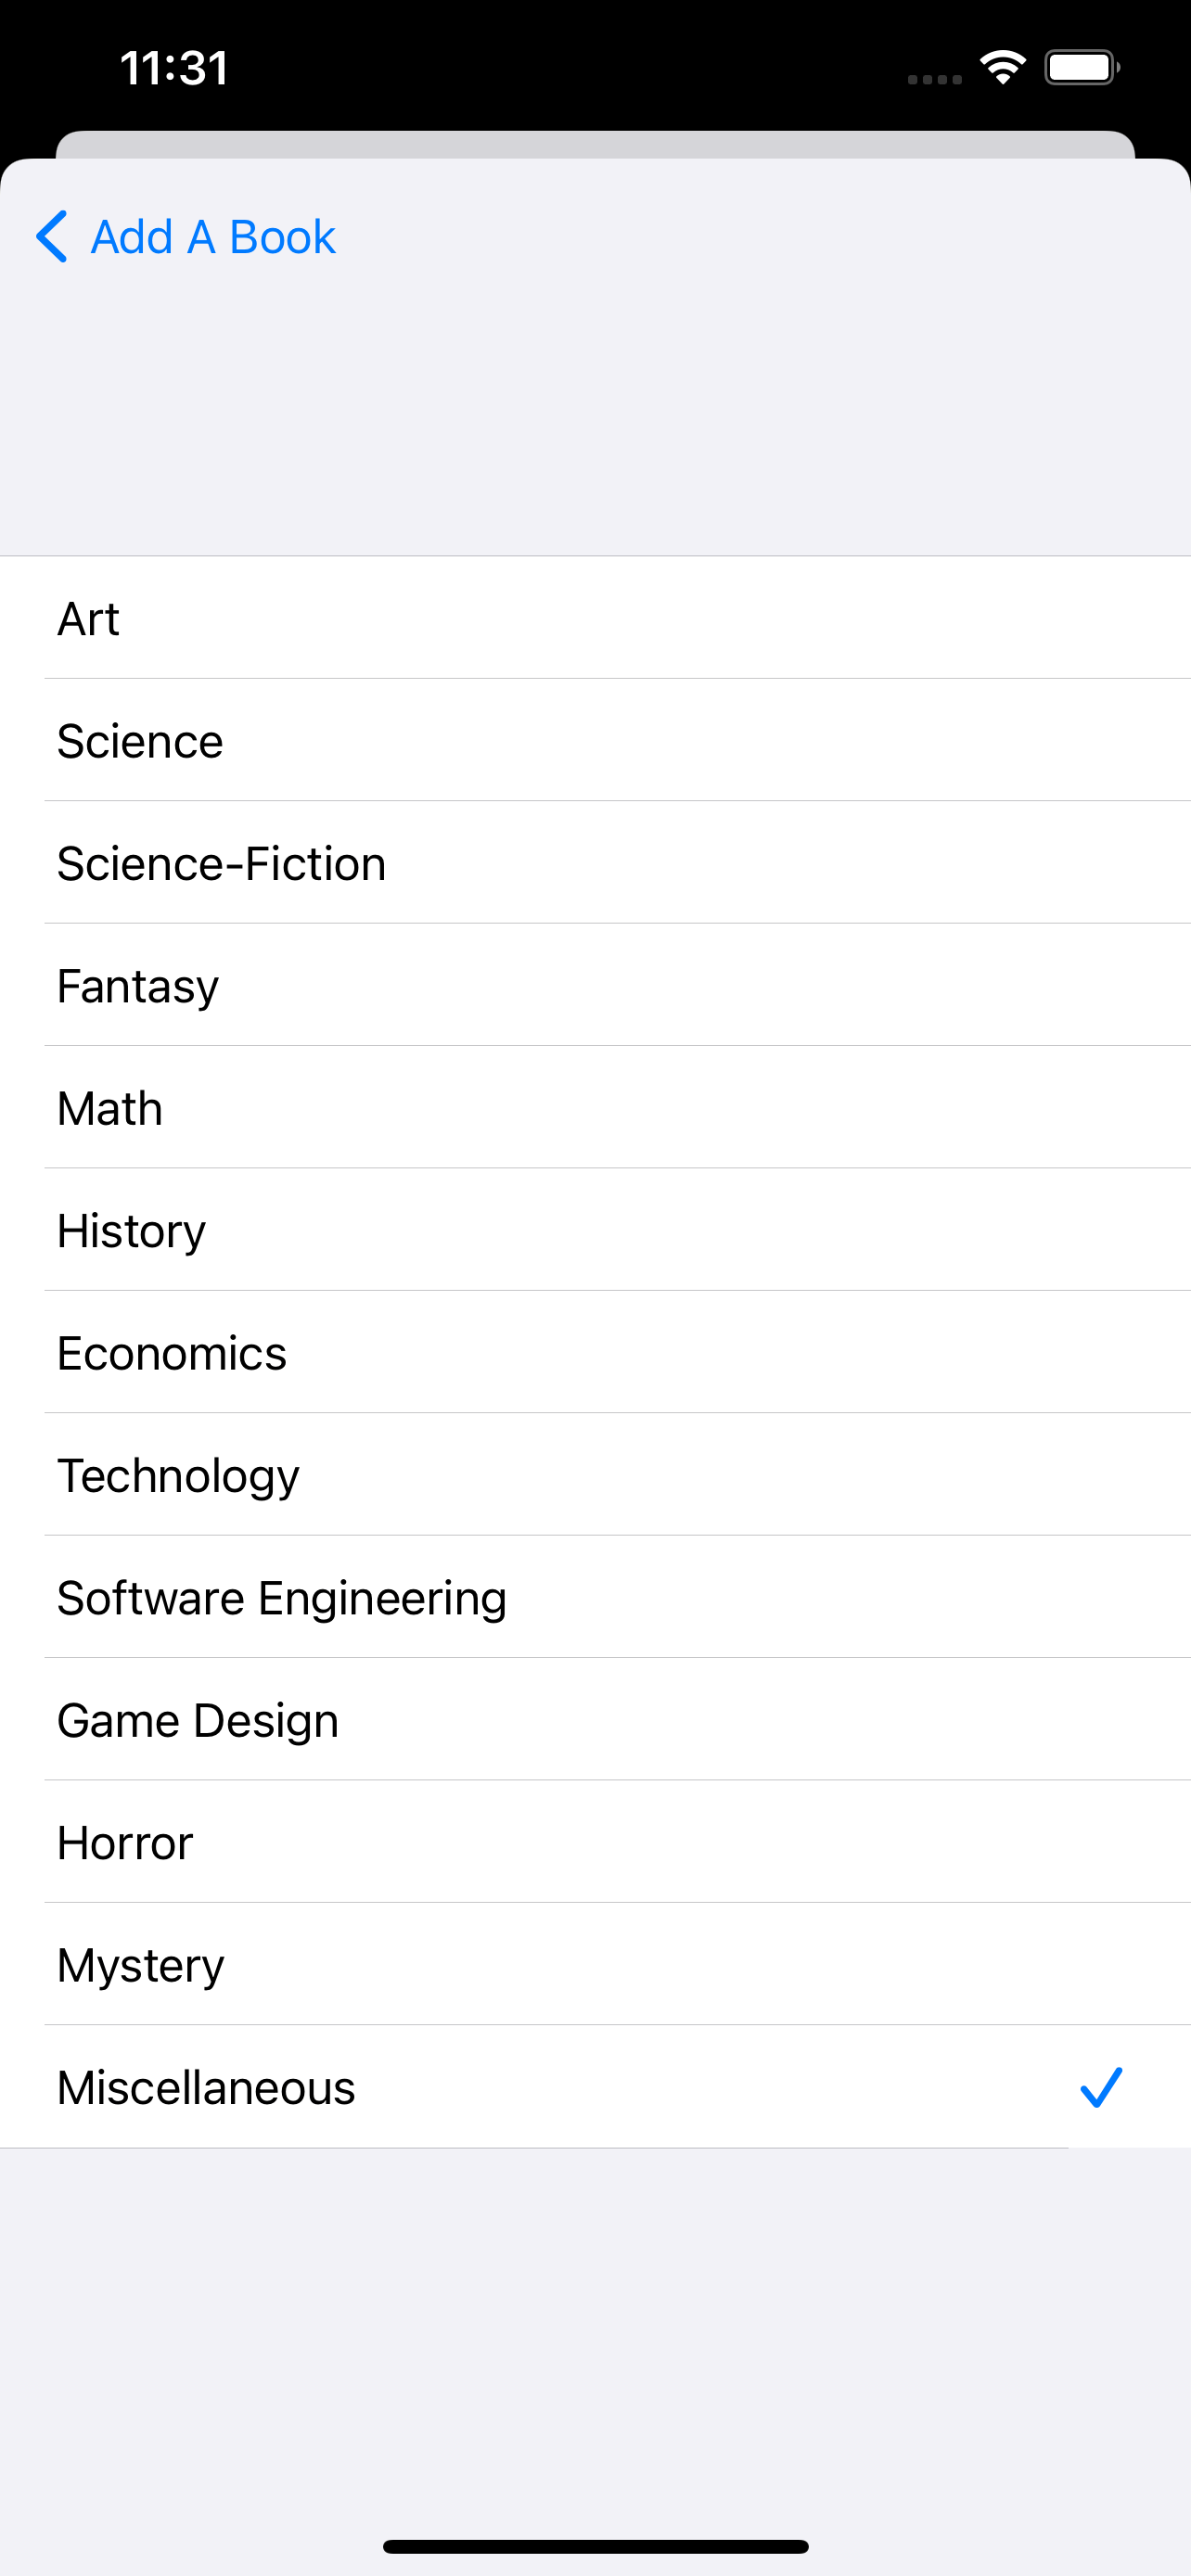 11:31
Add A Book
Art
Science
Science-Fiction
Fantasy
Math
History
Economics
Technology
Software Engineering
Game Design
Horror
Mystery
Miscellaneous